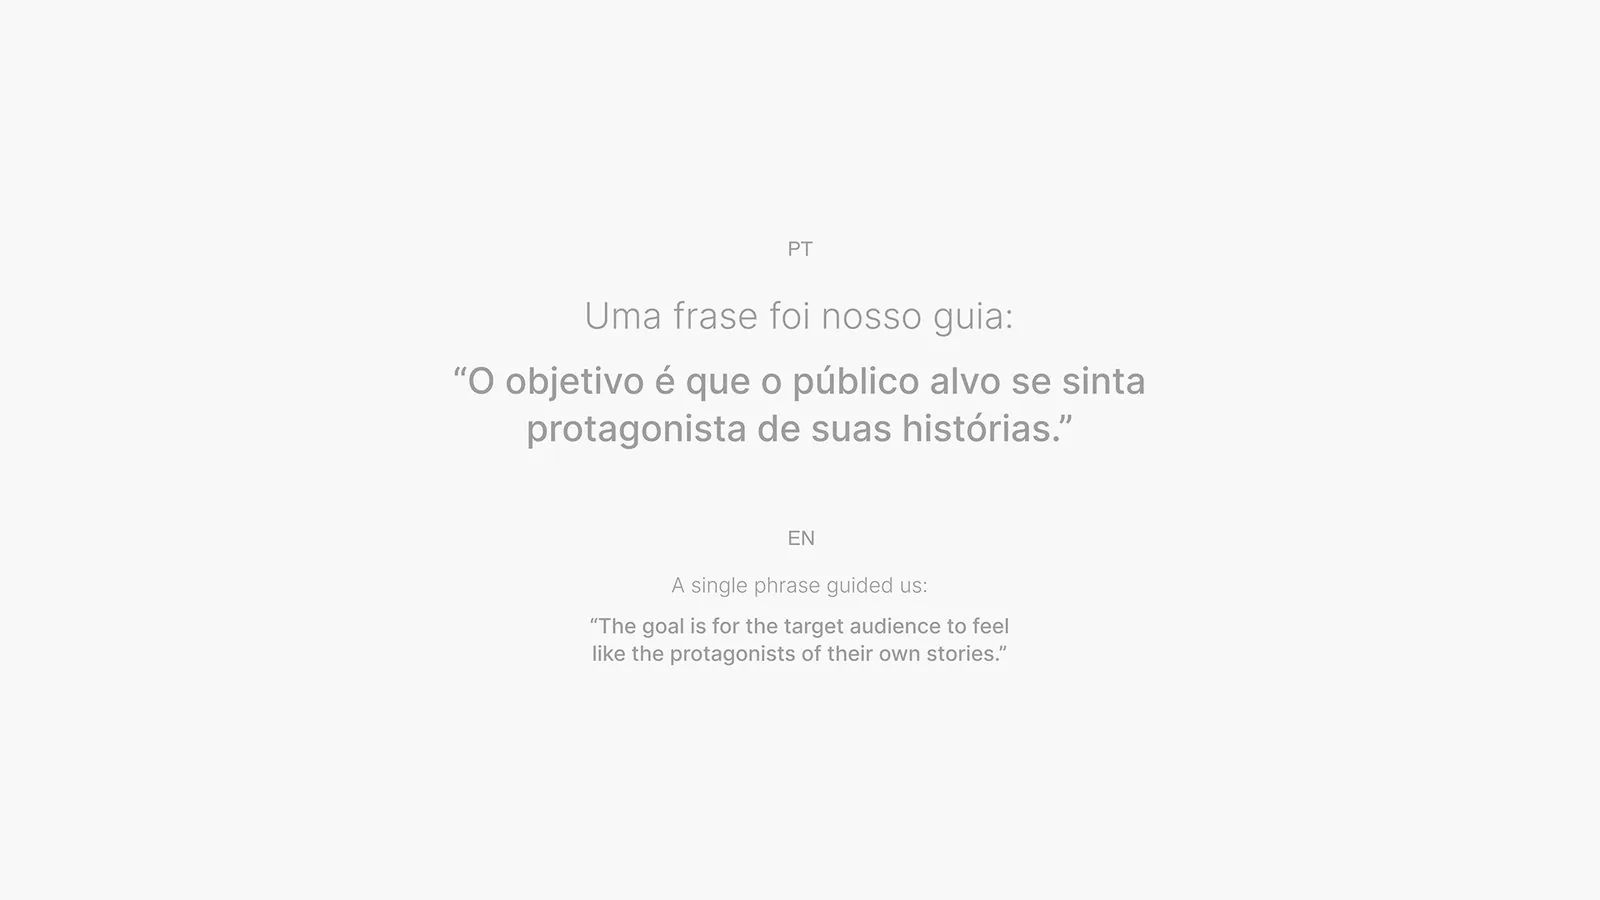 PT
Uma frase foi nosso guia:
“O objetivo é que o público alvo se sinta
protagonista de suas histórias.”
EN
A single phrase guided us:
“The goal is for the target audience to feel
like the protagonists of their own stories.”